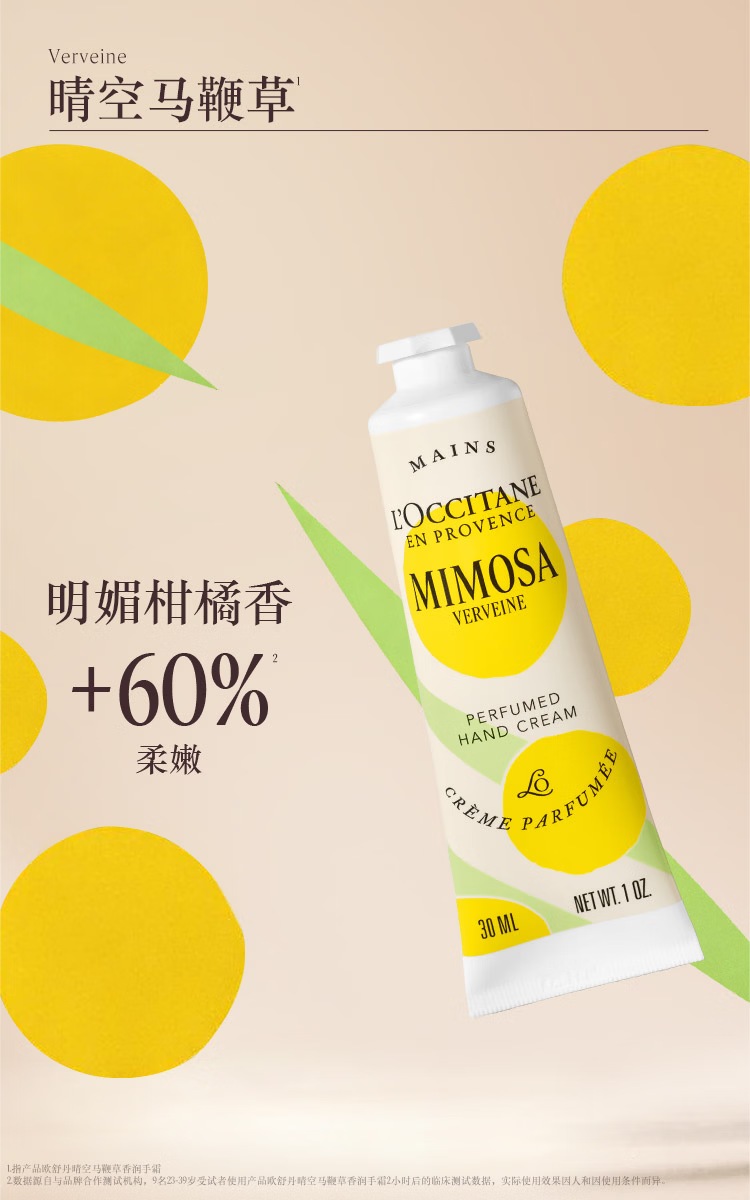 Verveine
晴空马鞭草1
MAINS
L'OCCITANE
EN PROVENCE
MIMOSA
VERVEINE
明媚柑橘香
+60%2
柔嫩
PERFUMED
HAND CREAM
LO
CRÈME PARFUMÉE
30 ML
NET WT. 1 OZ.
1.指产品欧舒丹晴空马鞭草香润手霜
2.数据源自与品牌合作测试机构，9名23-39岁受试者使用产品欧舒丹晴空马鞭草香润手霜2小时后的临床测试数据，实际使用效果因人和因使用条件而异。